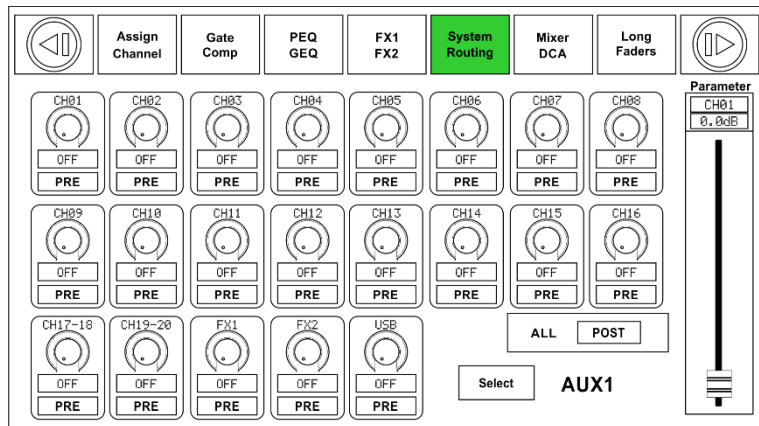 Assign
Channel
Gate
Comp
PEQ
GEQ
FX1
FX2
System
Routing
Mixer
DCA
Long
Faders
Parameter
CH01
0.0dB
CH01 CH02 CH03 CH04 CH05 CH06 CH07 CH08
OFF OFF OFF OFF OFF OFF OFF OFF
PRE PRE PRE PRE PRE PRE PRE PRE
CH09 CH10 CH11 CH12 CH13 CH14 CH15 CH16
OFF OFF OFF OFF OFF OFF OFF OFF
PRE PRE PRE PRE PRE PRE PRE PRE
CH17-18 CH19-20 FX1 FX2 USB
OFF OFF OFF OFF OFF
PRE PRE PRE PRE PRE
ALL POST
Select AUX1